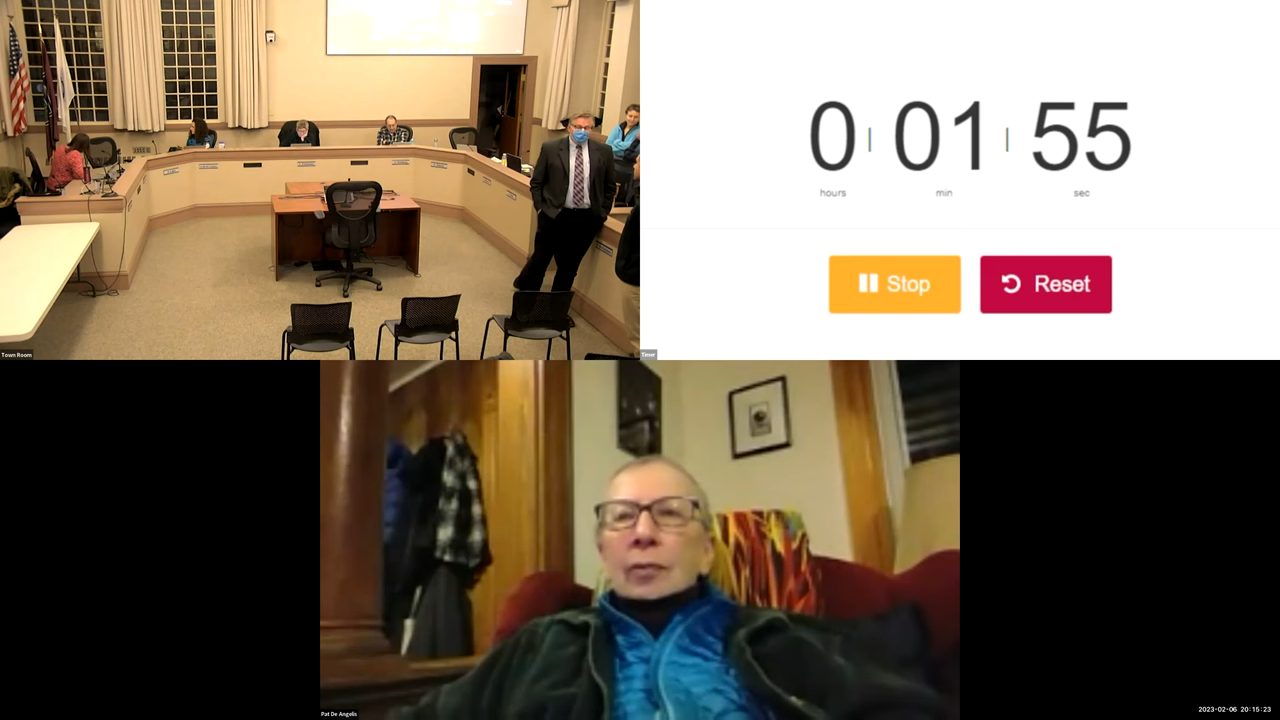 Town Room
0 01 55
hours min sec
Stop Reset
Timer
Pat De Angelis
2023-02-06 20:15:23